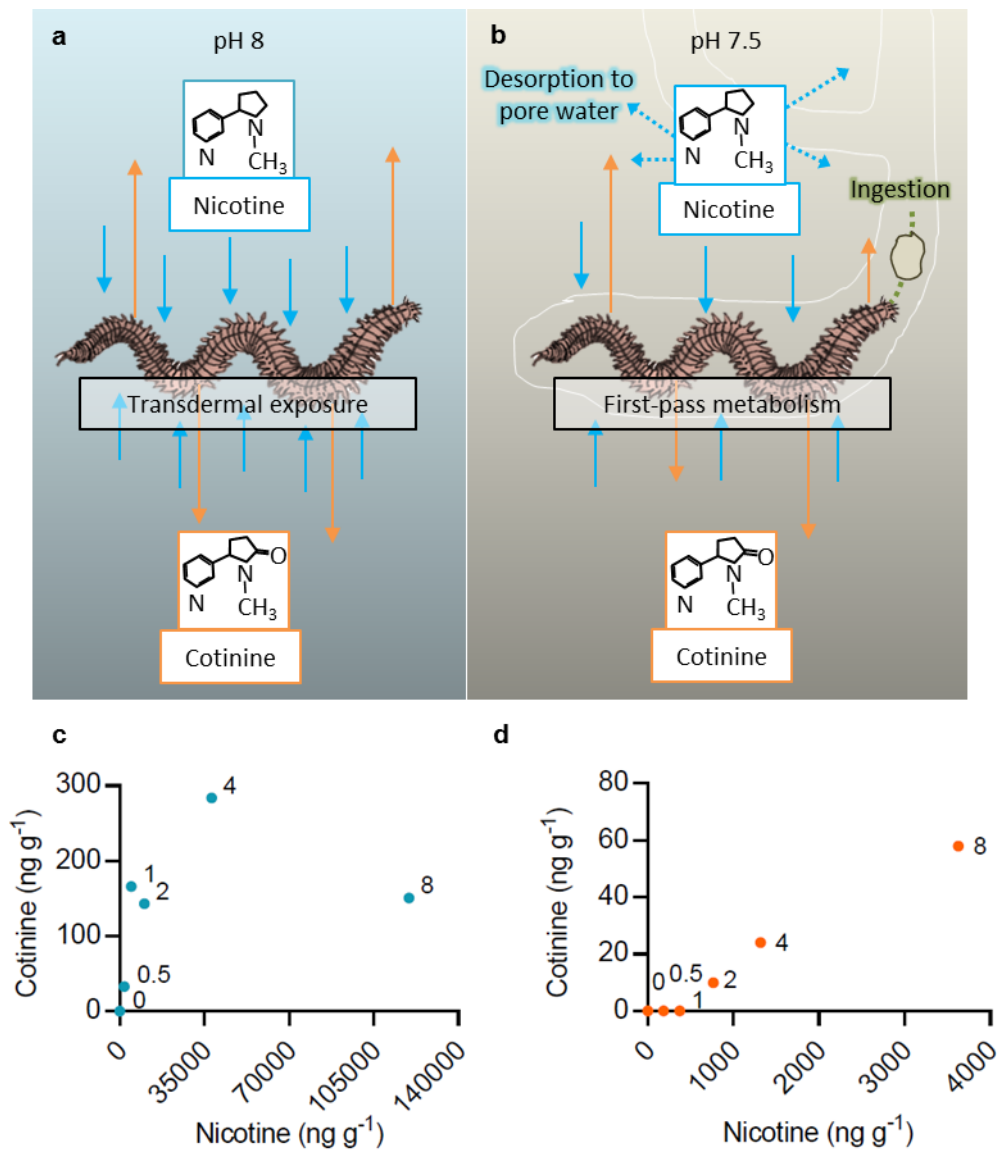 a
pH 8
N
N
CH3
Nicotine
Transdermal exposure
O
N
N
CH3
Cotinine
b
pH 7.5
Desorption to
pore water
N
N
CH3
Nicotine
Ingestion
First-pass metabolism
O
N
N
CH3
Cotinine
c
Cotinine (ng g-1)
300
200
100
0
4
1
2
8
0.5
0
0
35000
70000
105000
140000
Nicotine (ng g-1)
d
Cotinine (ng g-1)
80
60
40
20
0
8
4
0
0.5
2
1
0
1000
2000
3000
4000
Nicotine (ng g-1)